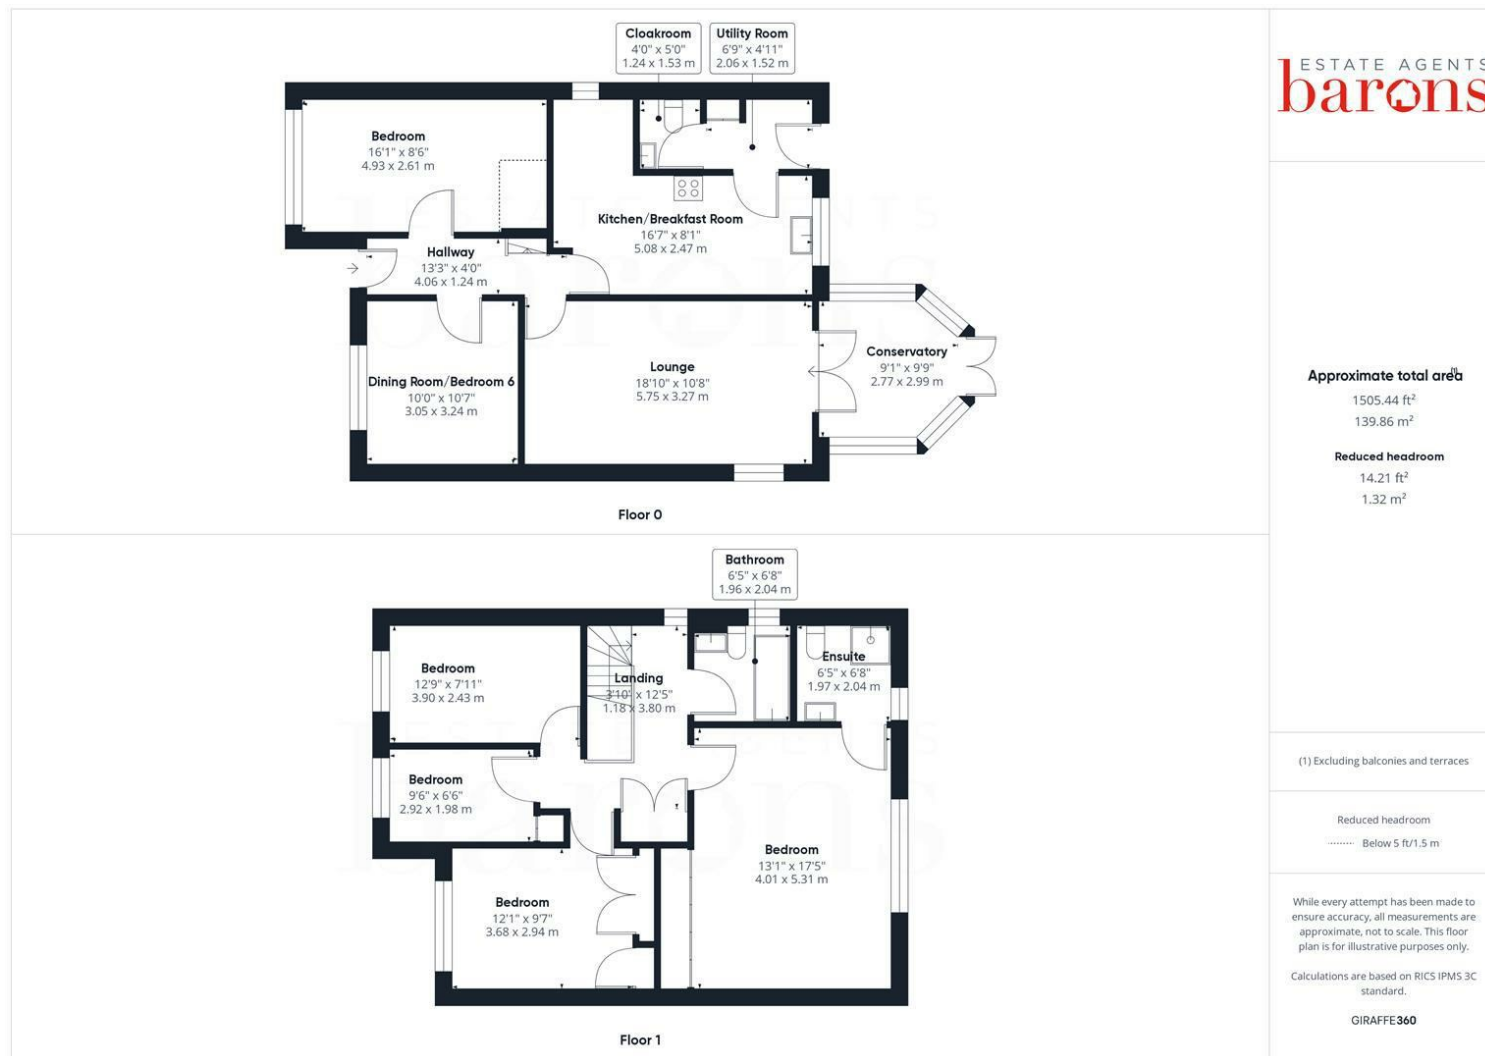 Cloakroom
4'0" x 5'0"
1.24 x 1.53 m
Utility Room
6'9" x 4'11"
2.06 x 1.52 m
Bedroom
16'1" x 8'6"
4.93 x 2.61 m
Kitchen/Breakfast Room
16'7" x 8'1"
5.08 x 2.47 m
Hallway
13'3" x 4'0"
4.06 x 1.24 m
Dining Room/Bedroom 6
10'0" x 10'7"
3.05 x 3.24 m
Lounge
18'10" x 10'8"
5.75 x 3.27 m
Conservatory
9'1" x 9'9"
2.77 x 2.99 m
Floor 0
Bathroom
6'5" x 6'8"
1.96 x 2.04 m
Bedroom
12'9" x 7'11"
3.90 x 2.43 m
Landing
3'10" x 12'5"
1.18 x 3.80 m
Ensuite
6'5" x 6'8"
1.97 x 2.04 m
Bedroom
9'6" x 6'6"
2.92 x 1.98 m
Bedroom
12'1" x 9'7"
3.68 x 2.94 m
Bedroom
13'1" x 17'5"
4.01 x 5.31 m
Floor 1
ESTATE AGENTS
barons
Approximate total area
1505.44 ft²
139.86 m²
Reduced headroom
14.21 ft²
1.32 m²
(1) Excluding balconies and terraces
Reduced headroom
Below 5 ft/1.5 m
While every attempt has been made to
ensure accuracy, all measurements are
approximate, not to scale. This floor
plan is for illustrative purposes only.
Calculations are based on RICS IPMS 3C
standard.
GIRAFFE360